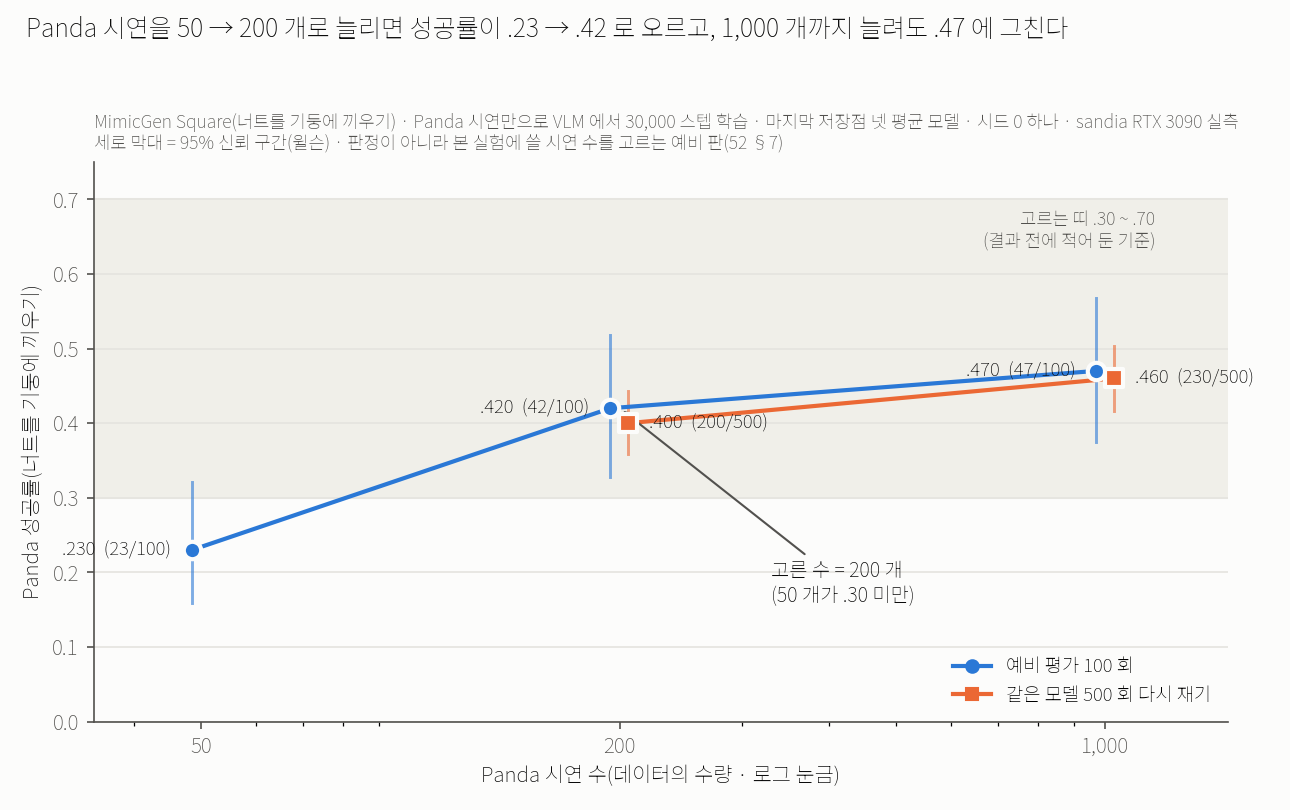 Panda 시연을 50 → 200 개로 늘리면 성공률이 .23 → .42 로 오르고, 1,000 개까지 늘려도 .47 에 그친다
MimicGen Square(너트를 기둥에 끼우기) · Panda 시연만으로 VLM 에서 30,000 스텝 학습 · 마지막 저장점 넷 평균 모델 · 시드 0 하나 · sandia RTX 3090 실측
세로 막대 = 95% 신뢰 구간(윌슨) · 판정이 아니라 본 실험에 쓸 시연 수를 고르는 예비 판(52 §7)
0.7
고르는 띠 .30 ~ .70
(결과 전에 적어 둔 기준)
0.6
0.5
.470 (47/100)
.460 (230/500)
.420 (42/100)
.400 (200/500)
0.4
0.3
.230 (23/100)
고른 수 = 200 개
(50 개가 .30 미만)
0.2
0.1
0.0
Panda 성공률(너트를 기둥에 끼우기)
예비 평가 100 회
같은 모델 500 회 다시 재기
50
200
1,000
Panda 시연 수(데이터의 수량 · 로그 눈금)